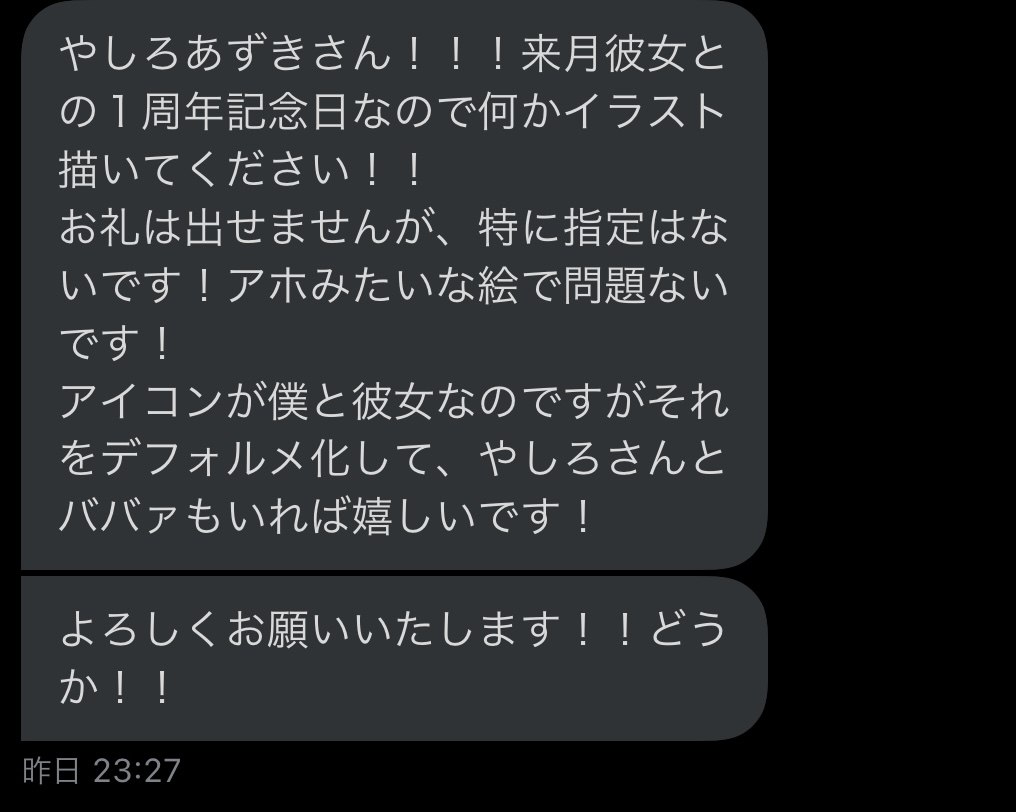 やしろあずきさん！！！来月彼女と
の１周年記念日なので何かイラスト
描いてください！！
お礼は出せませんが、特に指定はな
いです！アホみたいな絵で問題ない
です！
アイコンが僕と彼女なのですがそれ
をデフォルメ化して、やしろさんと
ババァもいれば嬉しいです！
よろしくお願いいたします！！どう
か！！
昨日 23:27